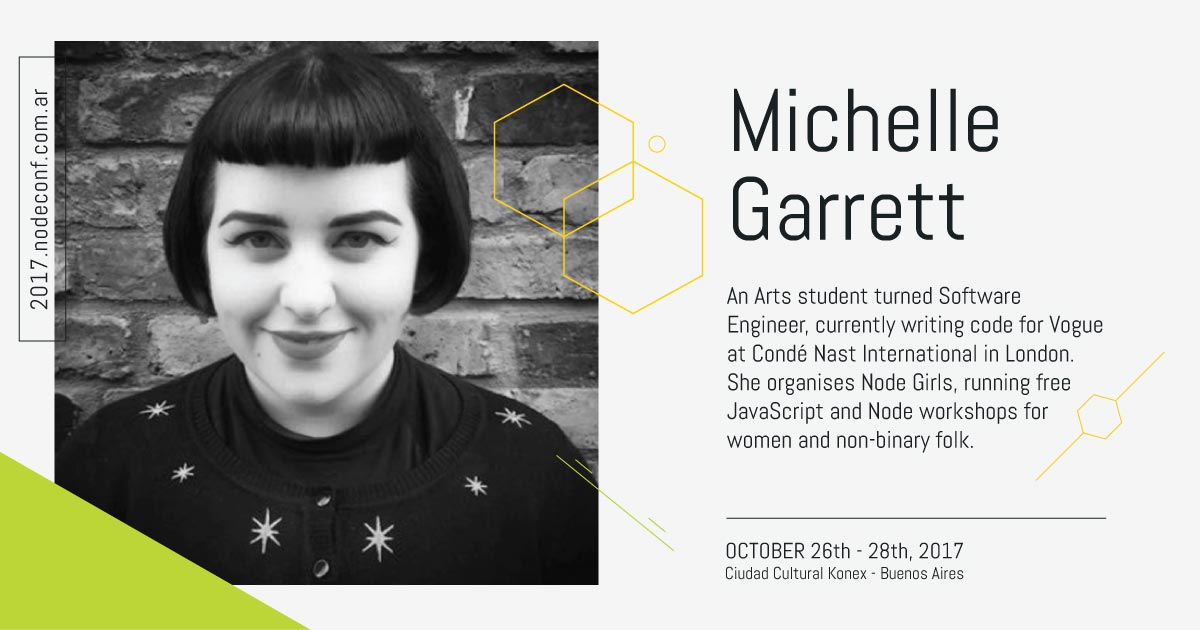 2017.nodeconf.com.ar
Michelle
Garrett
An Arts student turned Software
Engineer, currently writing code for Vogue
at Condé Nast International in London.
She organises Node Girls, running free
JavaScript and Node workshops for
women and non-binary folk.
OCTOBER 26th - 28th, 2017
Ciudad Cultural Konex - Buenos Aires